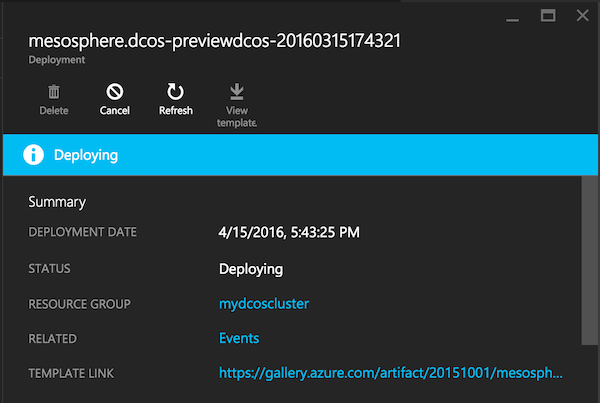 mesosphere.dcos-previewdcos-20160315174321
Deployment
Delete
Cancel
Refresh
View
template
Deploying
Summary
DEPLOYMENT DATE 4/15/2016, 5:43:25 PM
STATUS Deploying
RESOURCE GROUP mydcoscluster
RELATED Events
TEMPLATE LINK https://gallery.azure.com/artifact/20151001/mesosph...